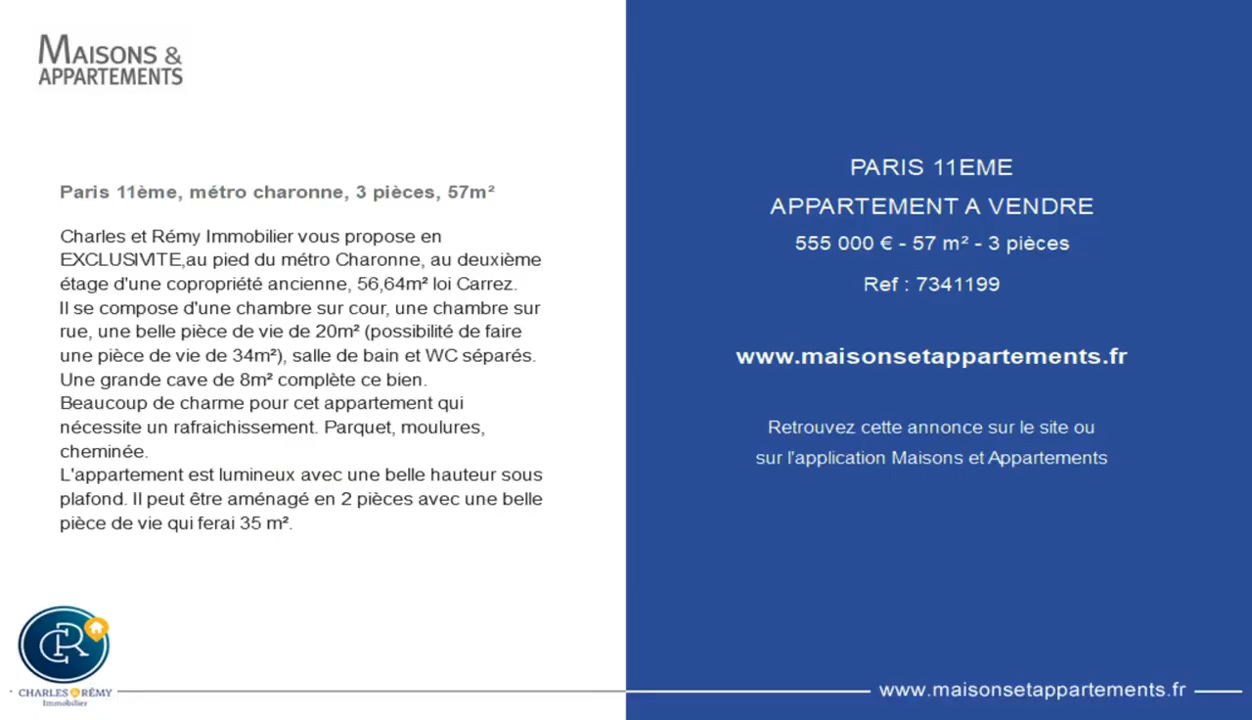 MAISONS &
APPARTEMENTS
Paris 11ème, métro charonne, 3 pièces, 57m²
Charles et Rémy Immobilier vous propose en
EXCLUSIVITE,au pied du métro Charonne, au deuxième
étage d'une copropriété ancienne, 56,64m² loi Carrez.
Il se compose d'une chambre sur cour, une chambre sur
rue, une belle pièce de vie de 20m² (possibilité de faire
une pièce de vie de 34m²), salle de bain et WC séparés.
Une grande cave de 8m² complète ce bien.
Beaucoup de charme pour cet appartement qui
nécessite un rafraichissement. Parquet, moulures,
cheminée.
L'appartement est lumineux avec une belle hauteur sous
plafond. Il peut être aménagé en 2 pièces avec une belle
pièce de vie qui ferai 35 m².
PARIS 11EME
APPARTEMENT A VENDRE
555 000 € - 57 m² - 3 pièces
Ref : 7341199
www.maisonsetappartements.fr
Retrouvez cette annonce sur le site ou
sur l'application Maisons et Appartements
CR
CHARLES & RÉMY
Immobilier
www.maisonsetappartements.fr